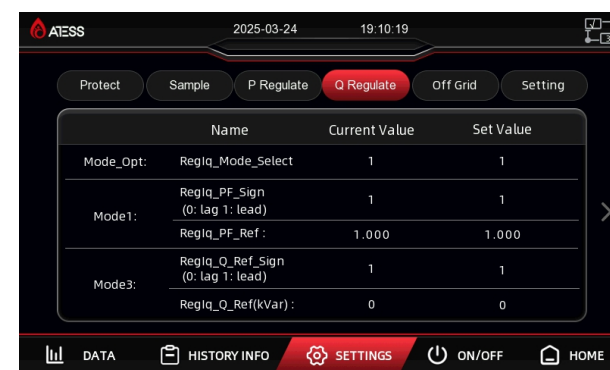 ATESS 2025-03-24 19:10:19
Protect Sample P Regulate Q Regulate Off Grid Setting
Name Current Value Set Value
Mode_Opt: RegIq_Mode_Select 1 1
Mode1:
RegIq_PF_Sign
(0: lag 1: lead) 1 1
RegIq_PF_Ref : 1.000 1.000
Mode3:
RegIq_Q_Ref_Sign
(0: lag 1: lead) 1 1
RegIq_Q_Ref(kVar) : 0 0
DATA HISTORY INFO SETTINGS ON/OFF HOME